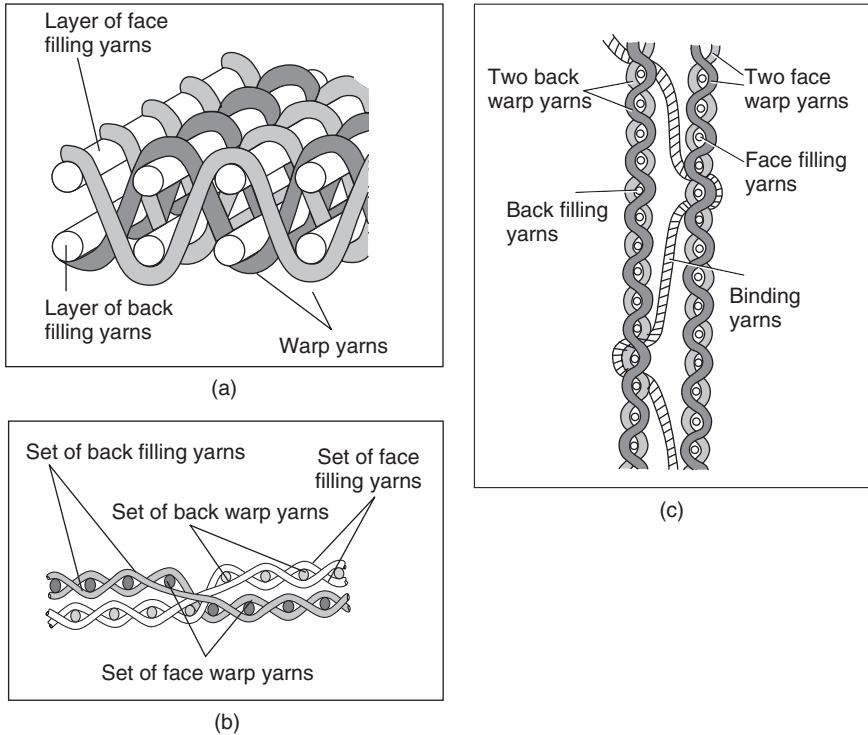 Layer of face
filling yarns
Layer of back
filling yarns
Warp yarns
(a)
Set of back filling yarns
Set of face
filling yarns
Set of back warp yarns
Set of face warp yarns
(b)
Two back
warp yarns
Two face
warp yarns
Face filling
yarns
Back filling
yarns
Binding
yarns
(c)